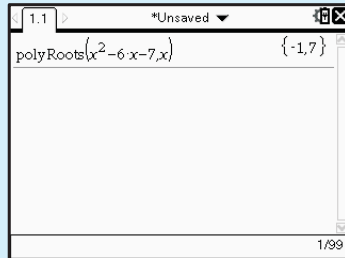 1.1 *Unsaved
polyRoots(x²−6·x−7,x) {-1,7}
1/99